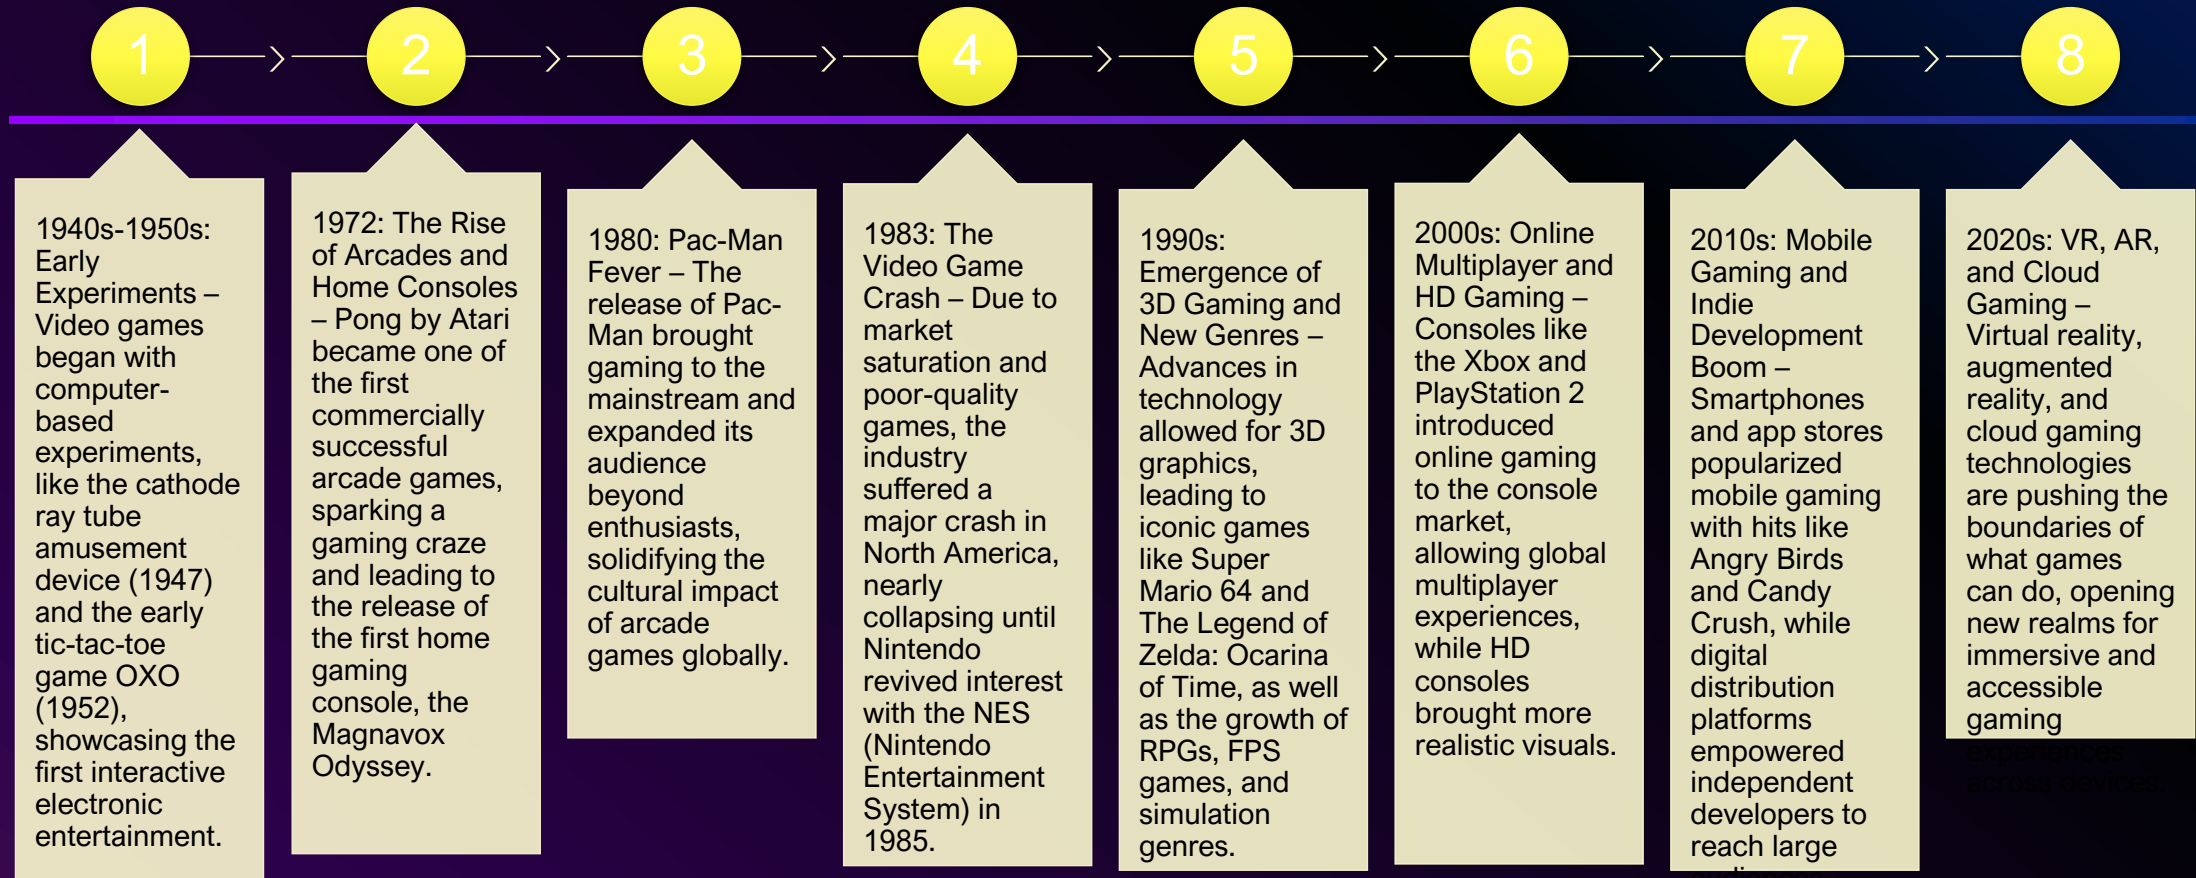 1
2
3
4
5
6
7
8
1940s-1950s:
Early
Experiments –
Video games
began with
computer-
based
experiments,
like the cathode
ray tube
amusement
device (1947)
and the early
tic-tac-toe
game OXO
(1952),
showcasing the
first interactive
electronic
entertainment.
1972: The Rise
of Arcades and
Home Consoles
– Pong by Atari
became one of
the first
commercially
successful
arcade games,
sparking a
gaming craze
and leading to
the release of
the first home
gaming
console, the
Magnavox
Odyssey.
1980: Pac-Man
Fever – The
release of Pac-
Man brought
gaming to the
mainstream and
expanded its
audience
beyond
enthusiasts,
solidifying the
cultural impact
of arcade
games globally.
1983: The
Video Game
Crash – Due to
market
saturation and
poor-quality
games, the
industry
suffered a
major crash in
North America,
nearly
collapsing until
Nintendo
revived interest
with the NES
(Nintendo
Entertainment
System) in
1985.
1990s:
Emergence of
3D Gaming and
New Genres –
Advances in
technology
allowed for 3D
graphics,
leading to
iconic games
like Super
Mario 64 and
The Legend of
Zelda: Ocarina
of Time, as well
as the growth of
RPGs, FPS
games, and
simulation
genres.
2000s: Online
Multiplayer and
HD Gaming –
Consoles like
the Xbox and
PlayStation 2
introduced
online gaming
to the console
market,
allowing global
multiplayer
experiences,
while HD
consoles
brought more
realistic visuals.
2010s: Mobile
Gaming and
Indie
Development
Boom –
Smartphones
and app stores
popularized
mobile gaming
with hits like
Angry Birds
and Candy
Crush, while
digital
distribution
platforms
empowered
independent
developers to
reach large
2020s: VR, AR,
and Cloud
Gaming –
Virtual reality,
augmented
reality, and
cloud gaming
technologies
are pushing the
boundaries of
what games
can do, opening
new realms for
immersive and
accessible
gaming
experiences
across devices.